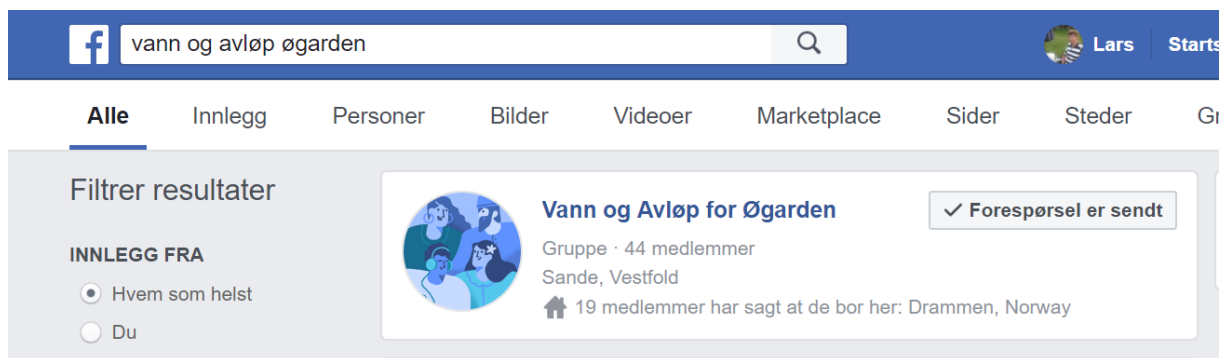 f vann og avløp øgarden Lars Starts
Alle Innlegg Personer Bilder Videoer Marketplace Sider Steder Gr
Filtrer resultater
Vann og Avløp for Øgarden Forespørsel er sendt
Gruppe · 44 medlemmer
INNLEGG FRA
Sande, Vestfold
Hvem som helst
19 medlemmer har sagt at de bor her: Drammen, Norway
Du